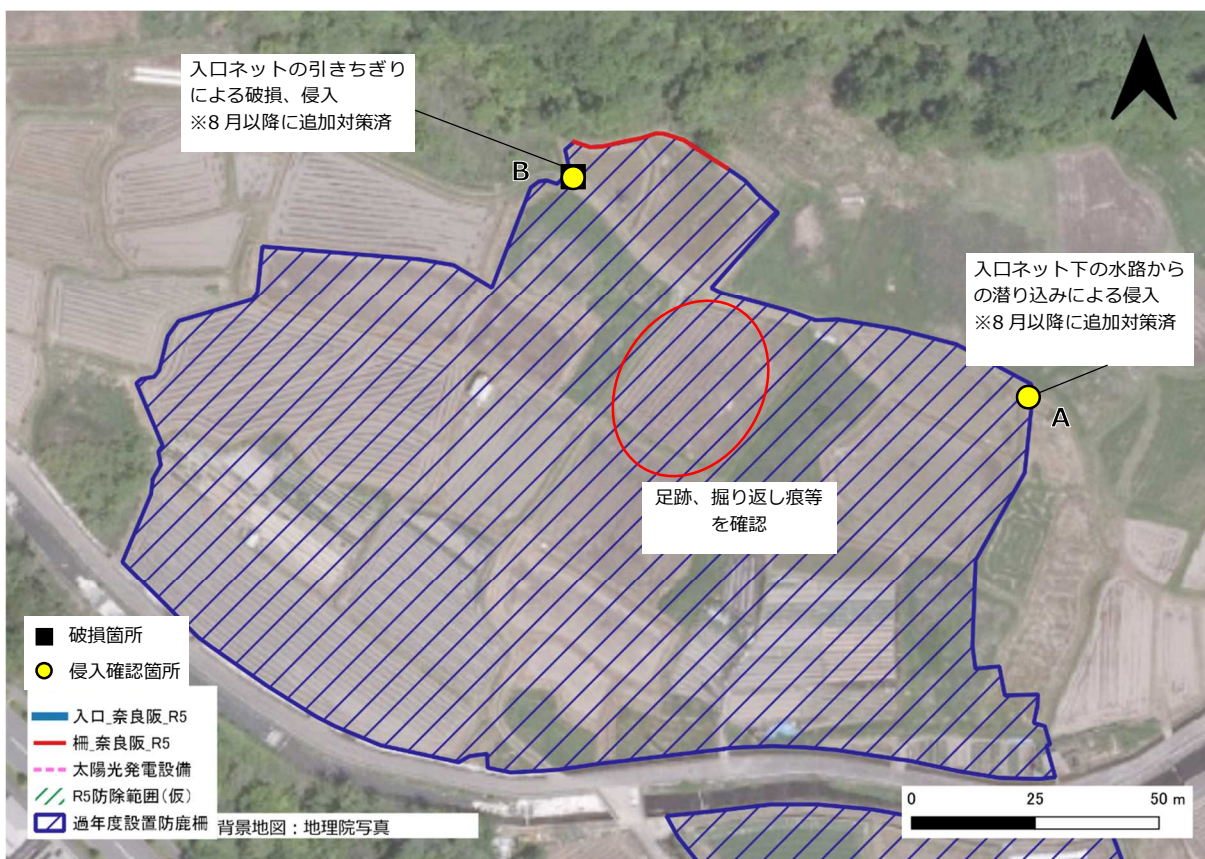 入口ネットの引きちぎり
による破損、侵入
※8月以降に追加対策済
B
入口ネット下の水路から
の潜り込みによる侵入
※8月以降に追加対策済
A
足跡、掘り返し痕等
を確認
破損箇所
侵入確認箇所
入口_奈良阪_R5
柵_奈良阪_R5
太陽光発電設備
R5防除範囲(仮)
過年度設置防鹿柵
背景地図：地理院写真
0 25 50 m